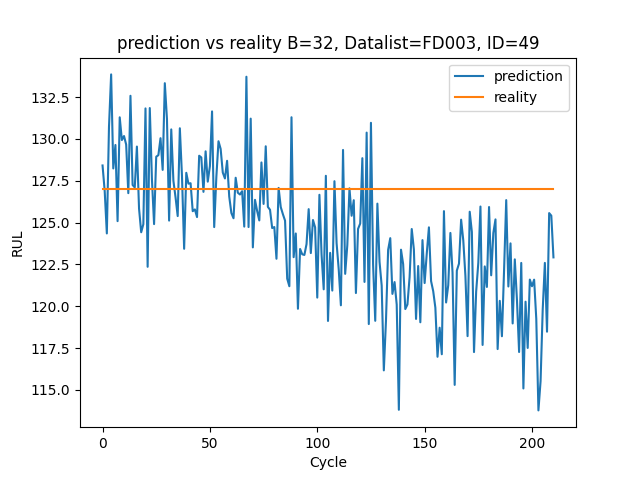 prediction vs reality B=32, Datalist=FD003, ID=49
prediction
reality
132.5
130.0
127.5
125.0
122.5
120.0
117.5
115.0
RUL
0 50 100 150 200
Cycle